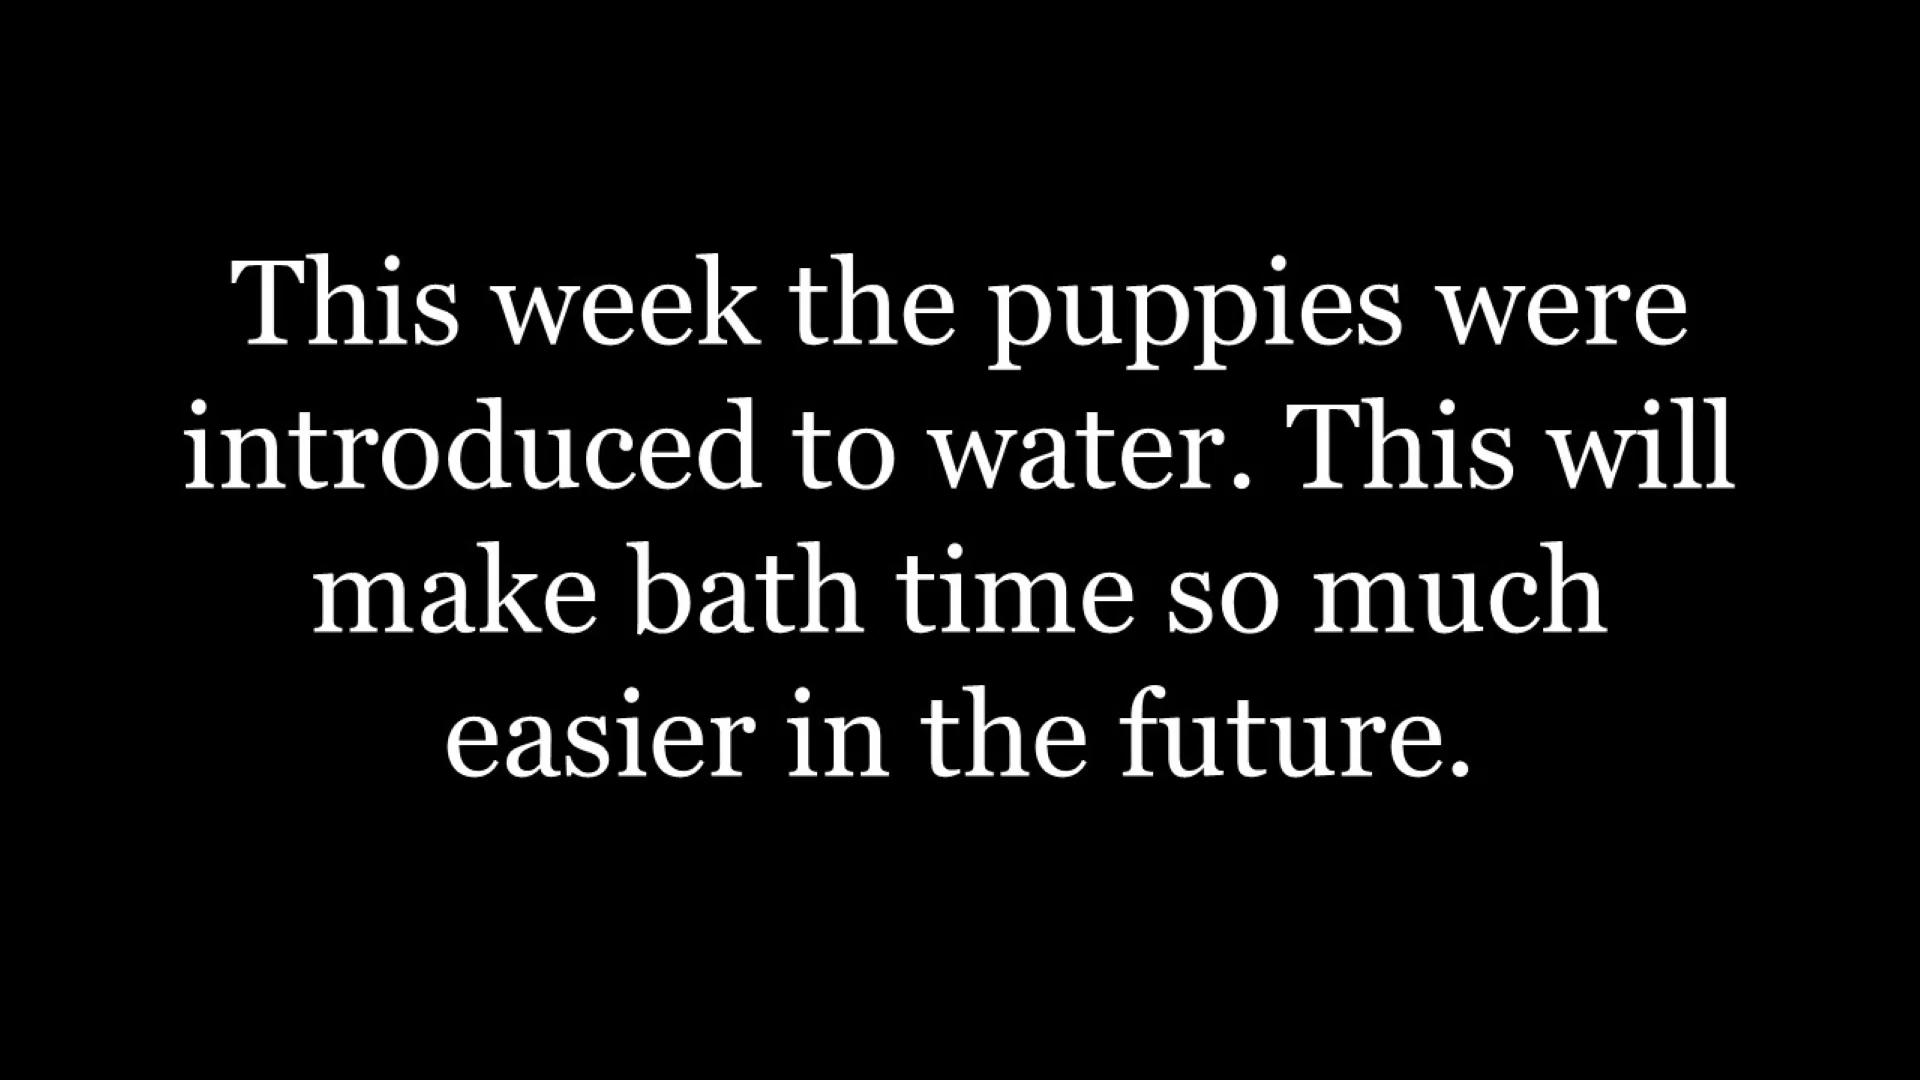 This week the puppies were
introduced to water. This will
make bath time so much
easier in the future.